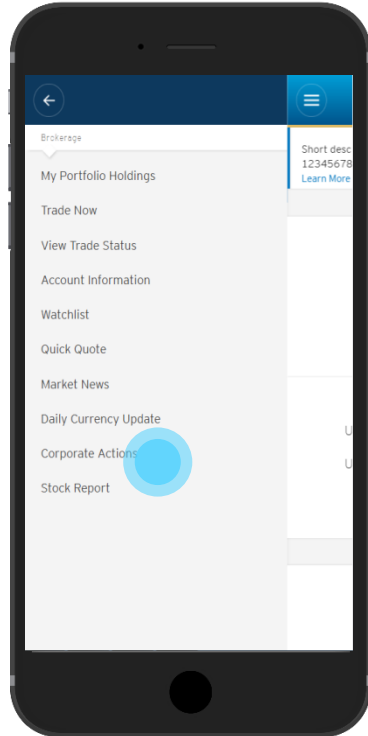 Brokerage
My Portfolio Holdings
Trade Now
View Trade Status
Account Information
Watchlist
Quick Quote
Market News
Daily Currency Update
Corporate Actions
Stock Report
Short desc
12345678
Learn More
U
U